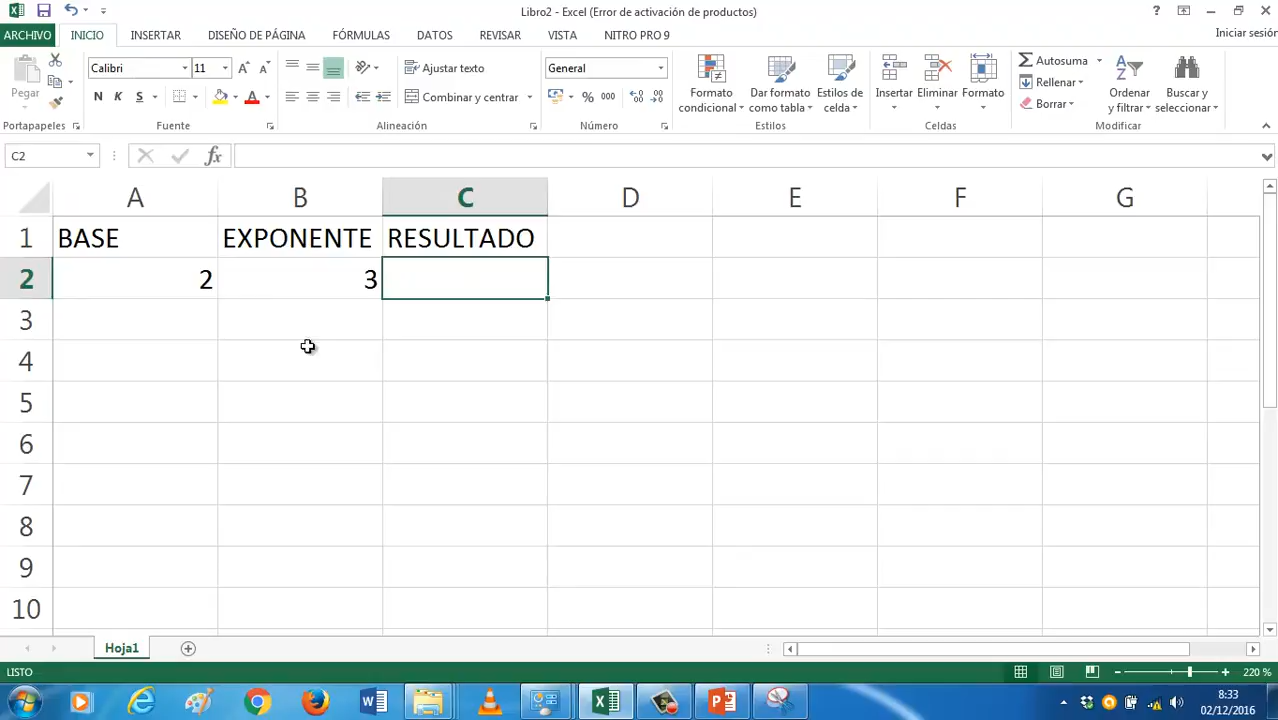 Libro2 - Excel (Error de activación de productos)
ARCHIVO INICIO INSERTAR DISEÑO DE PÁGINA FÓRMULAS DATOS REVISAR VISTA NITRO PRO 9 Iniciar sesión
Pegar
Calibri 11
N K S
Ajustar texto
Combinar y centrar
General
% 000
Formato condicional
Dar formato como tabla
Estilos de celda
Insertar Eliminar Formato
Autosuma
Rellenar
Borrar
Ordenar y filtrar
Buscar y seleccionar
Portapapeles Fuente Alineación Número Estilos Celdas Modificar
C2 fx
A B C D E F G
1 BASE EXPONENTE RESULTADO
2 2 3
3
4
5
6
7
8
9
10
Hoja1
LISTO 220 %
8:33
02/12/2016